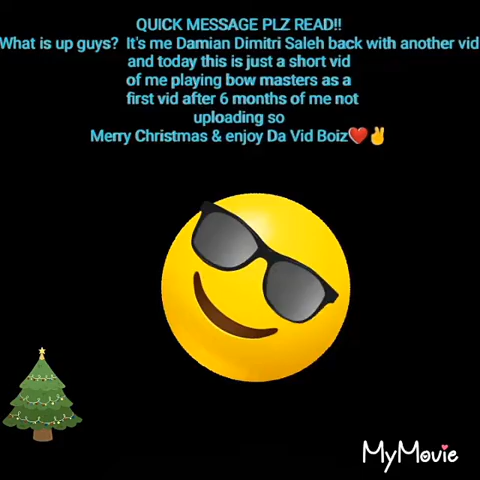 QUICK MESSAGE PLZ READ!!
What is up guys? It's me Damian Dimitri Saleh back with another vid
and today this is just a short vid
of me playing bow masters as a
first vid after 6 months of me not
uploading so
Merry Christmas & enjoy Da Vid Boiz❤️✌️
MyMovie